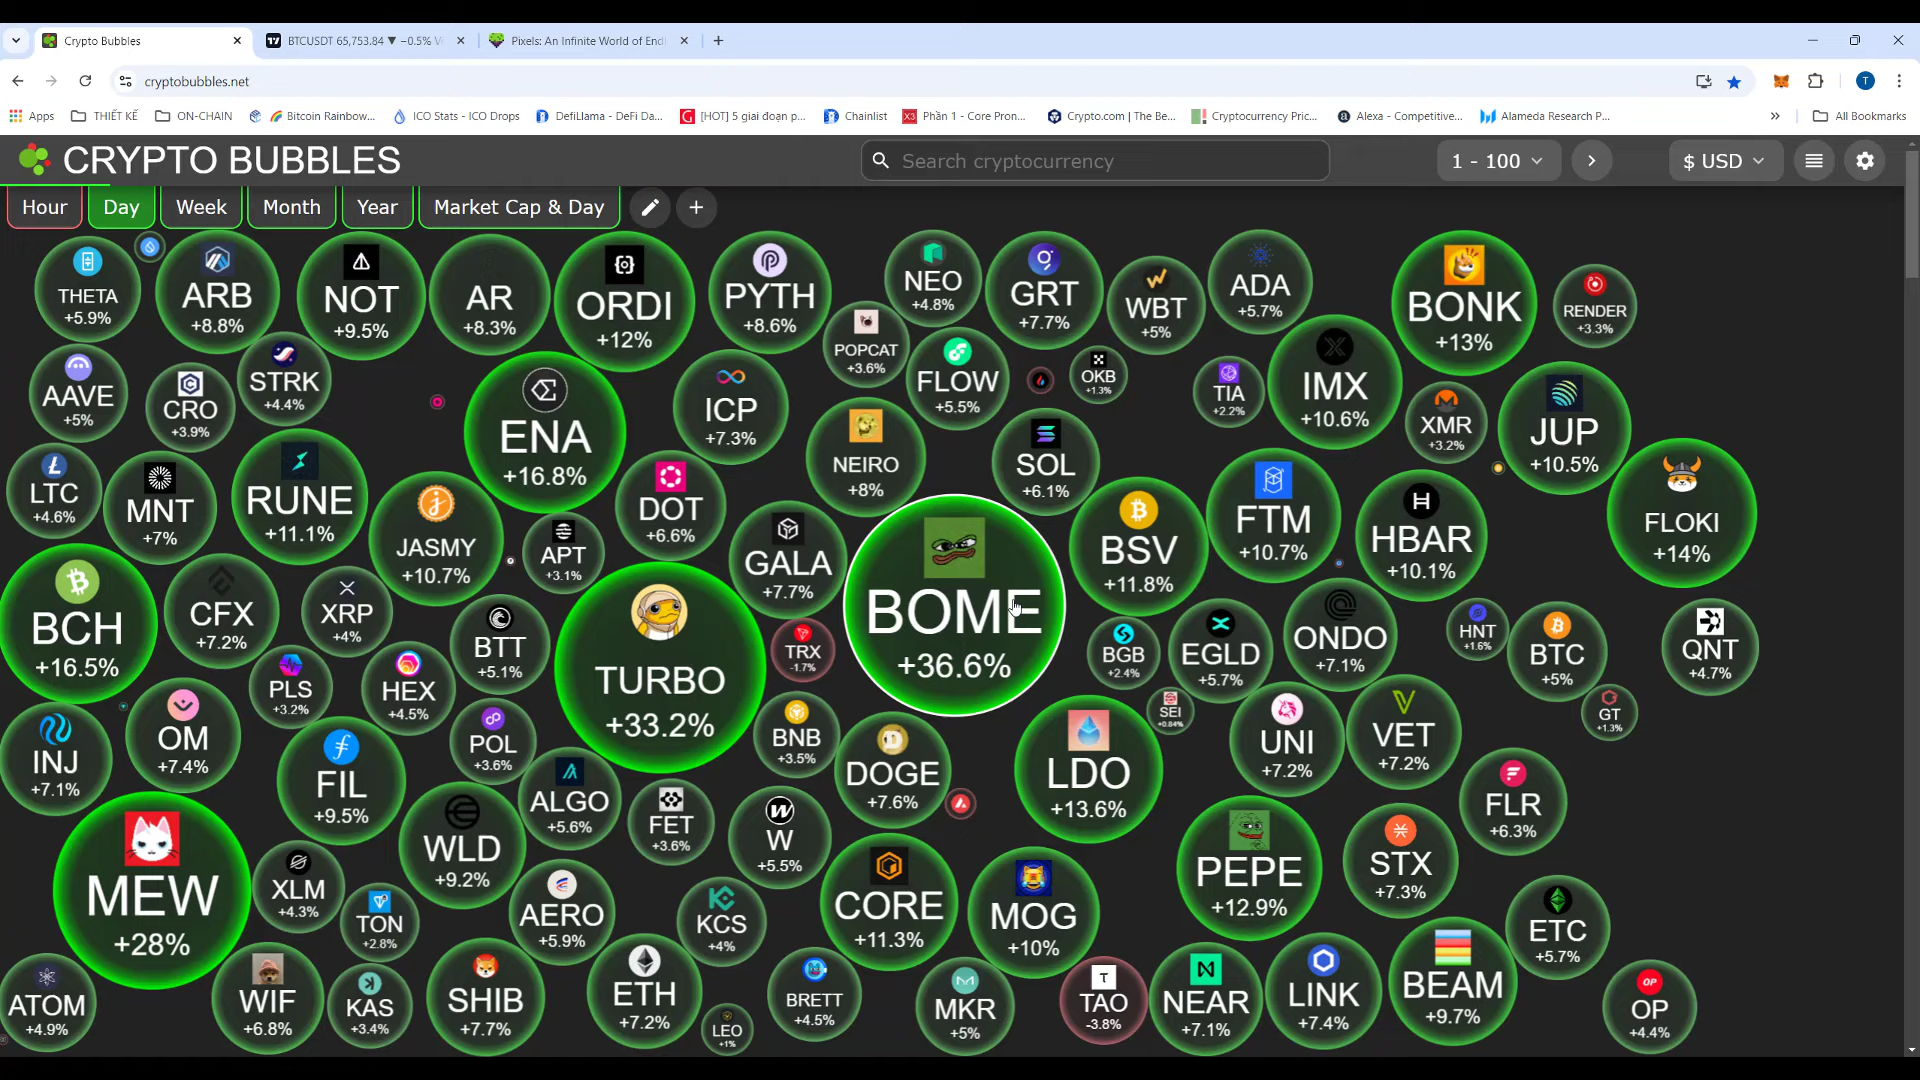 Crypto Bubbles
BTCUSDT 65,753.84 ▼ −0.5%
Pixels: An Infinite World of End
cryptobubbles.net
T
Apps
THIẾT KẾ
ON-CHAIN
Bitcoin Rainbow...
ICO Stats - ICO Drops
DefiLlama - DeFi Da...
[HOT] 5 giai đoạn p...
Chainlist
Phần 1 - Core Pron...
Crypto.com | The Be...
Cryptocurrency Pric...
Alexa - Competitive...
Alameda Research P...
All Bookmarks
CRYPTO BUBBLES
Search cryptocurrency
1 - 100
$ USD
Hour
Day
Week
Month
Year
Market Cap & Day
THETA
+5.9%
ARB
+8.8%
NOT
+9.5%
AR
+8.3%
ORDI
+12%
PYTH
+8.6%
NEO
+4.8%
GRT
+7.7%
WBT
+5%
ADA
+5.7%
BONK
+13%
RENDER
+3.3%
AAVE
+5%
CRO
+3.9%
STRK
+4.4%
ENA
+16.8%
ICP
+7.3%
POPCAT
+3.6%
FLOW
+5.5%
OKB
+1.3%
TIA
+2.2%
IMX
+10.6%
XMR
+3.2%
JUP
+10.5%
LTC
+4.6%
MNT
+7%
RUNE
+11.1%
JASMY
+10.7%
APT
+3.1%
DOT
+6.6%
NEIRO
+8%
SOL
+6.1%
GALA
+7.7%
BOME
+36.6%
BSV
+11.8%
FTM
+10.7%
HBAR
+10.1%
FLOKI
+14%
BCH
+16.5%
CFX
+7.2%
XRP
+4%
BTT
+5.1%
TURBO
+33.2%
TRX
-1.7%
BGB
+2.4%
EGLD
+5.7%
ONDO
+7.1%
HNT
+1.6%
BTC
+5%
QNT
+4.7%
PLS
+3.2%
HEX
+4.5%
INJ
+7.1%
OM
+7.4%
FIL
+9.5%
POL
+3.6%
BNB
+3.5%
DOGE
+7.6%
LDO
+13.6%
SEI
+0.84%
UNI
+7.2%
VET
+7.2%
GT
+1.3%
FLR
+6.3%
MEW
+28%
XLM
+4.3%
WLD
+9.2%
ALGO
+5.6%
FET
+3.6%
W
+5.5%
PEPE
+12.9%
STX
+7.3%
TON
+2.8%
AERO
+5.9%
KCS
+4%
CORE
+11.3%
MOG
+10%
ETC
+5.7%
ATOM
+4.9%
WIF
+6.8%
KAS
+3.4%
SHIB
+7.7%
ETH
+7.2%
LEO
+1%
BRETT
+4.5%
MKR
+5%
T
TAO
-3.8%
NEAR
+7.1%
LINK
+7.4%
BEAM
+9.7%
OP
OP
+4.4%